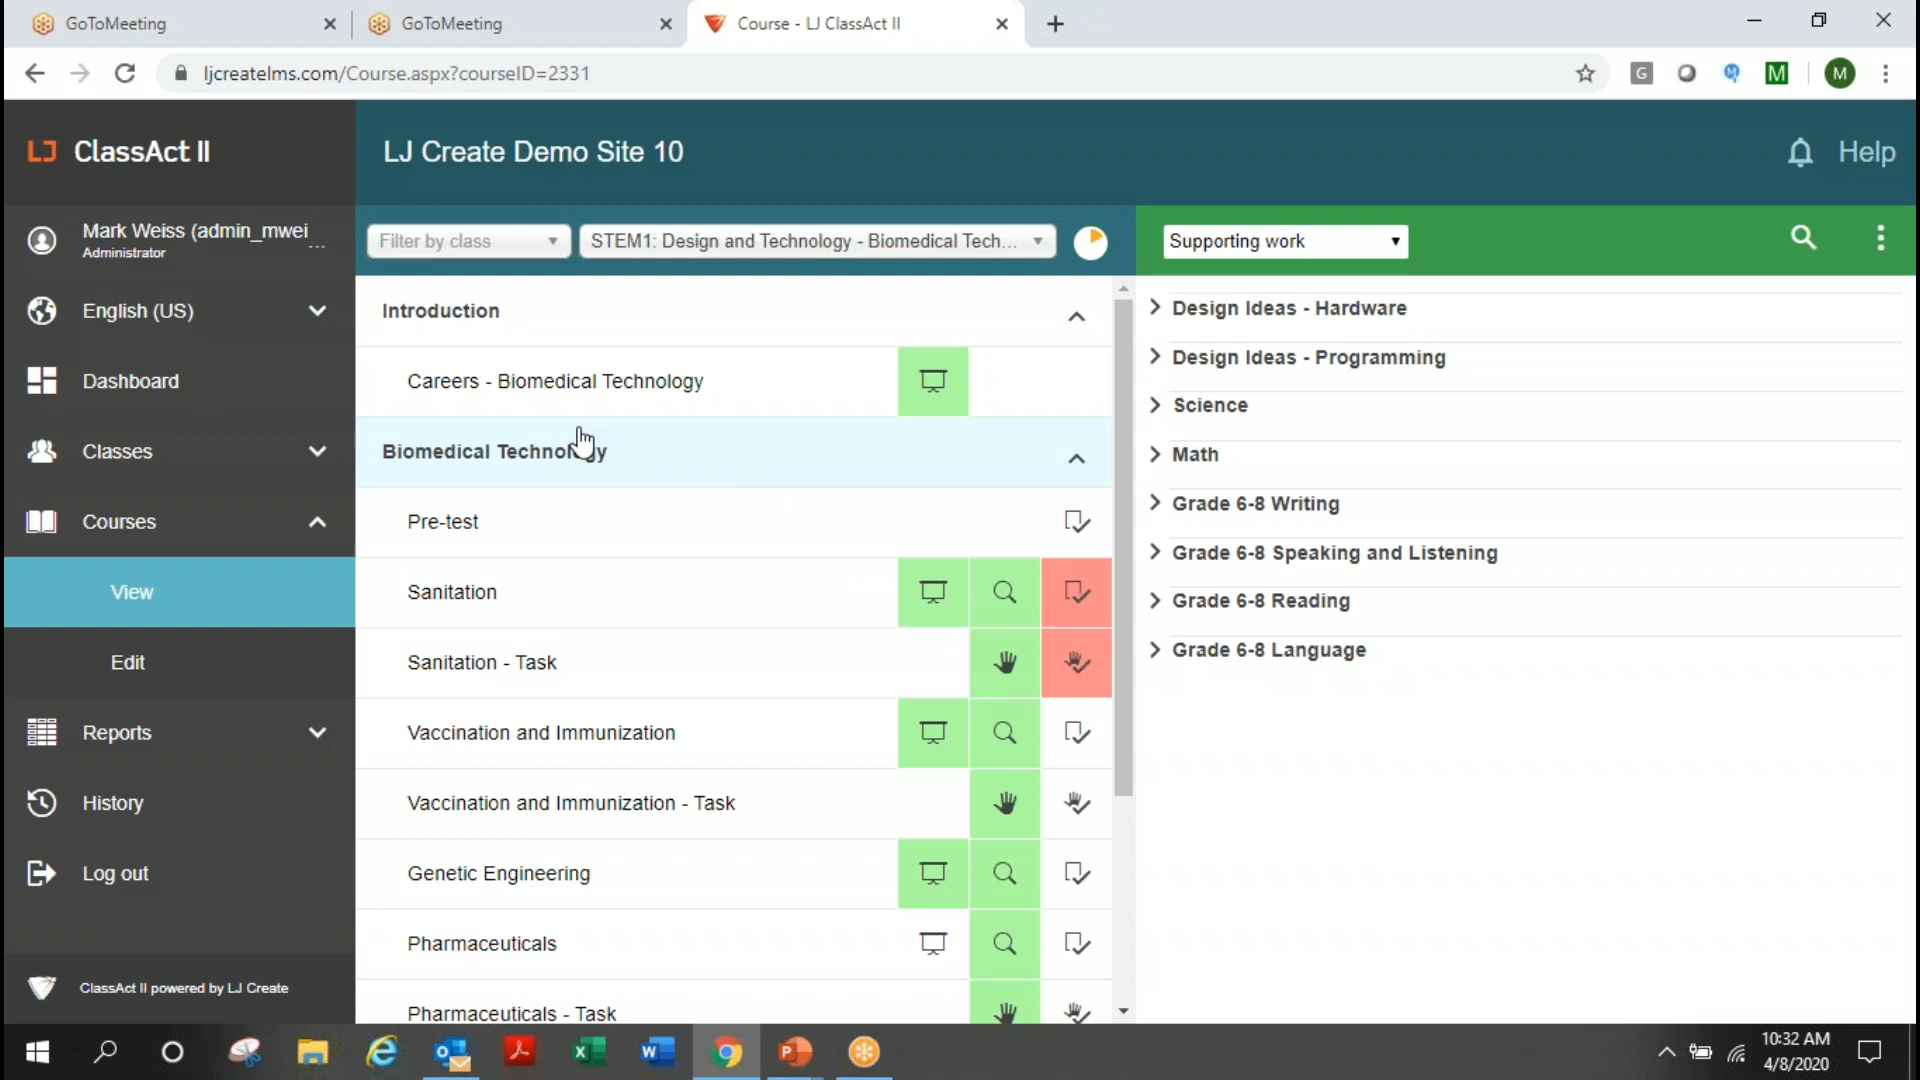 GoToMeeting
GoToMeeting
Course - LJ ClassAct II
ljcreatelms.com/Course.aspx?courseID=2331
G
M
M
M
LJ ClassAct II
LJ Create Demo Site 10
Help
Mark Weiss (admin_mwei...
Administrator
Filter by class
STEM1: Design and Technology - Biomedical Tech...
Supporting work
English (US)
Dashboard
Classes
Courses
View
Edit
Reports
History
Log out
ClassAct II powered by LJ Create
Introduction
Careers - Biomedical Technology
Biomedical Technology
Pre-test
Sanitation
Sanitation - Task
Vaccination and Immunization
Vaccination and Immunization - Task
Genetic Engineering
Pharmaceuticals
Pharmaceuticals - Task
Design Ideas - Hardware
Design Ideas - Programming
Science
Math
Grade 6-8 Writing
Grade 6-8 Speaking and Listening
Grade 6-8 Reading
Grade 6-8 Language
10:32 AM
4/8/2020